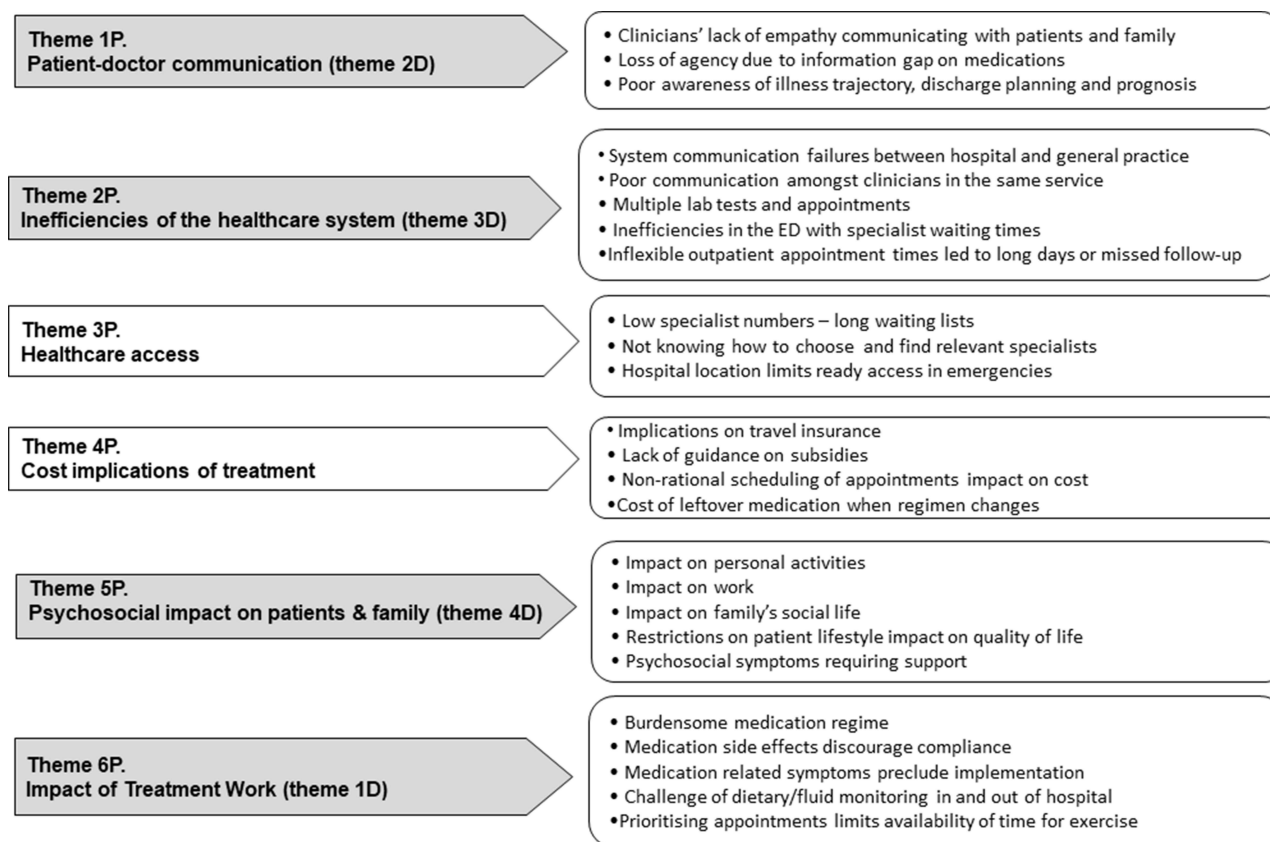 Theme 1P.
Patient-doctor communication (theme 2D)
• Clinicians’ lack of empathy communicating with patients and family
• Loss of agency due to information gap on medications
• Poor awareness of illness trajectory, discharge planning and prognosis
Theme 2P.
Inefficiencies of the healthcare system (theme 3D)
• System communication failures between hospital and general practice
• Poor communication amongst clinicians in the same service
• Multiple lab tests and appointments
• Inefficiencies in the ED with specialist waiting times
•Inflexible outpatient appointment times led to long days or missed follow-up
Theme 3P.
Healthcare access
• Low specialist numbers – long waiting lists
• Not knowing how to choose and find relevant specialists
• Hospital location limits ready access in emergencies
Theme 4P.
Cost implications of treatment
• Implications on travel insurance
• Lack of guidance on subsidies
• Non-rational scheduling of appointments impact on cost
•Cost of leftover medication when regimen changes
Theme 5P.
Psychosocial impact on patients & family (theme 4D)
• Impact on personal activities
• Impact on work
• Impact on family’s social life
• Restrictions on patient lifestyle impact on quality of life
• Psychosocial symptoms requiring support
Theme 6P.
Impact of Treatment Work (theme 1D)
• Burdensome medication regime
• Medication side effects discourage compliance
• Medication related symptoms preclude implementation
• Challenge of dietary/fluid monitoring in and out of hospital
•Prioritising appointments limits availability of time for exercise